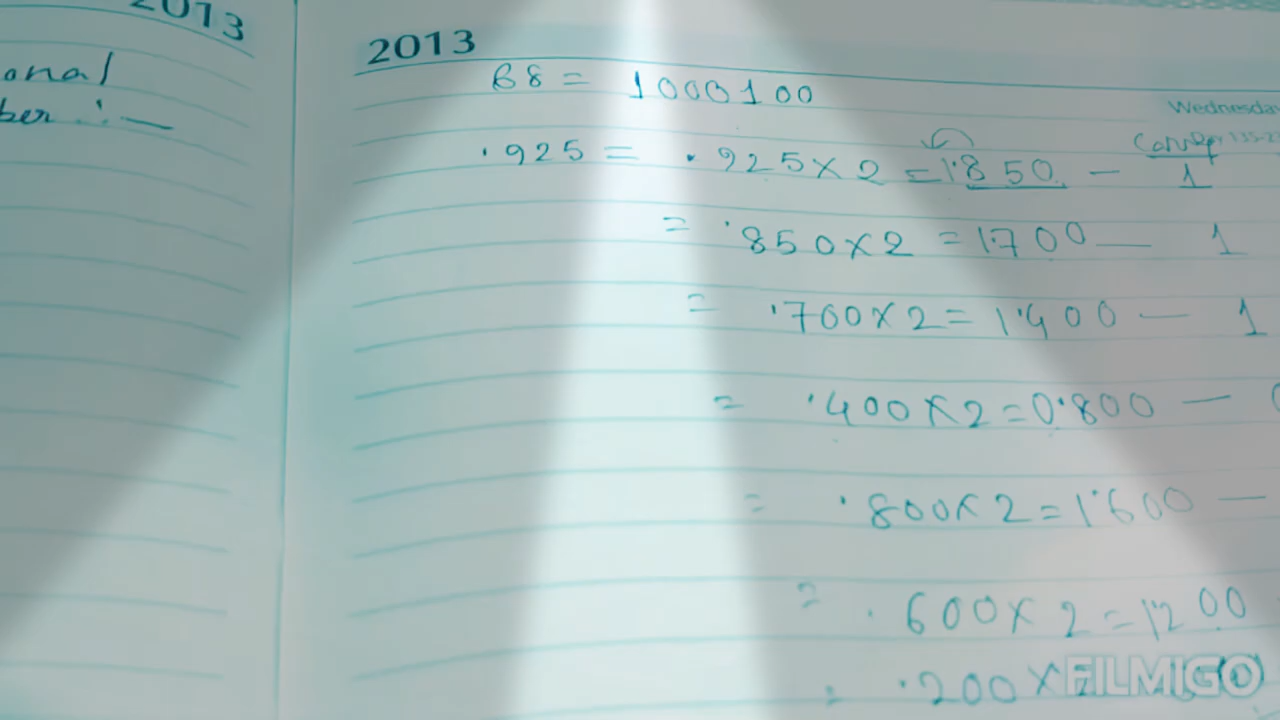 2013
onal
ber :—
2013
68 = 1000100
Wednesday
.925 = .925×2 = 1.850 — 1
= .850×2 = 1.700 — 1
= .700×2 = 1.400 — 1
= .400×2 = 0.800 — 0
= .800×2 = 1.600 —
= .600×2 = 1.200
= .200×
FILMIGO